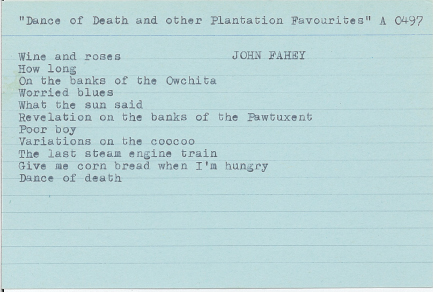 "Dance of Death and other Plantation Favourites" A 0497
Wine and roses JOHN FAHEY
How long
On the banks of the Owchita
Worried blues
What the sun said
Revelation on the banks of the Pawtuxent
Poor boy
Variations on the coocoo
The last steam engine train
Give me corn bread when I'm hungry
Dance of death